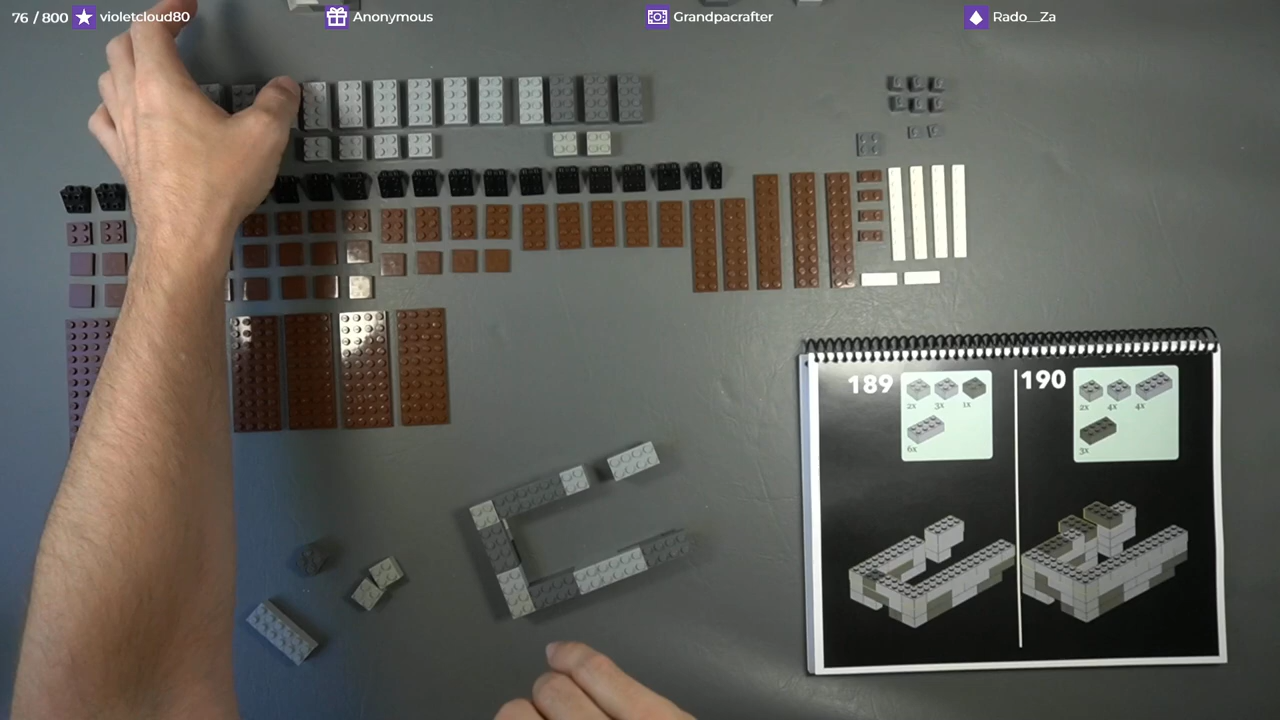 76 / 800 violetcloud80 Anonymous Grandpacrafter Rado__Za
189
2x 3x 1x
6x
190
2x 4x 4x
3x